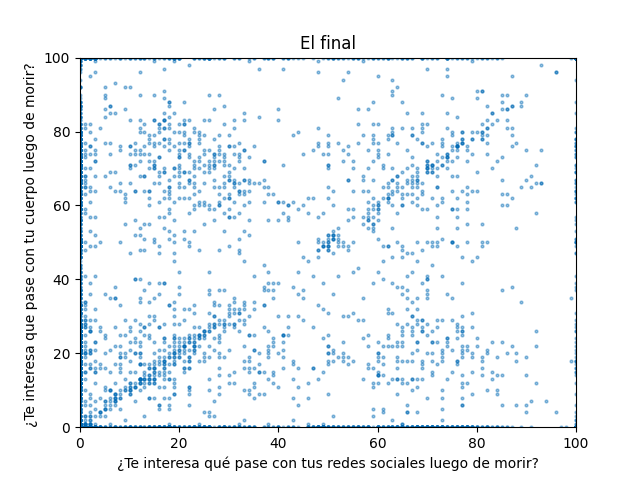 El final
¿Te interesa que pase con tu cuerpo luego de morir?
100
80
60
40
20
0
0 20 40 60 80 100
¿Te interesa qué pase con tus redes sociales luego de morir?